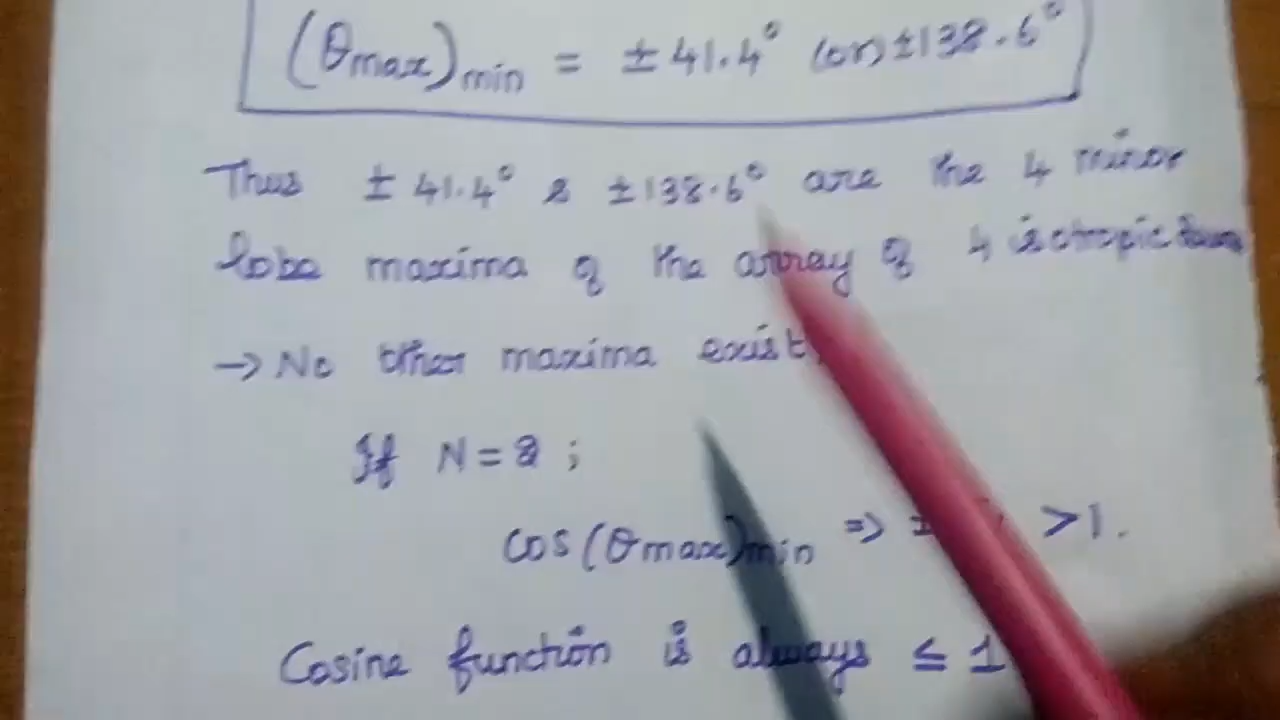 (θmax)min = ± 41.4° (or) ± 138.6°
Thus ± 41.4° & ± 138.6° are the 4 minor
lobe maxima of the array of 4 isotropic
→ No other maxima exist.
If N = 2 ;
cos (θmax)min ⇒ ± > 1.
Cosine function is always ≤ 1